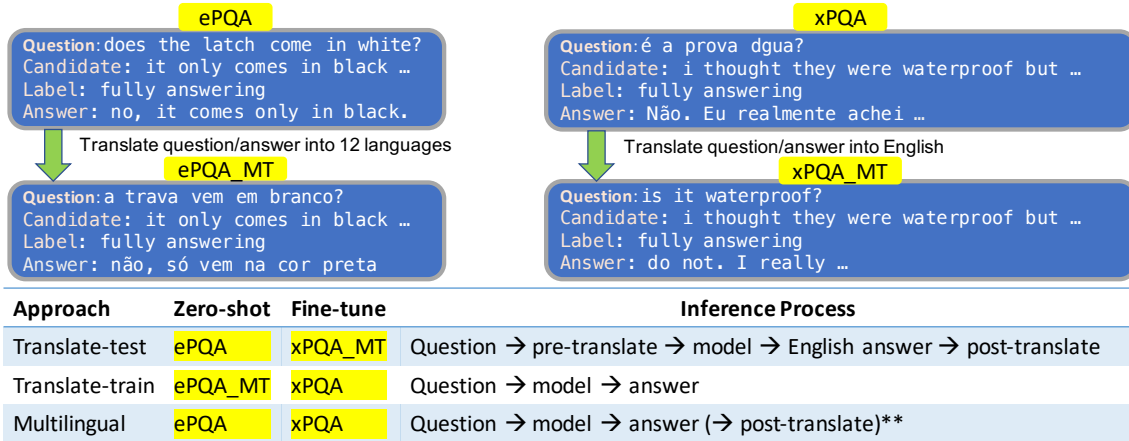 ePQA
Question:does the latch come in white?
Candidate: it only comes in black …
Label: fully answering
Answer: no, it comes only in black.
Translate question/answer into 12 languages
ePQA_MT
Question:a trava vem em branco?
Candidate: it only comes in black …
Label: fully answering
Answer: não, só vem na cor preta
xPQA
Question:é a prova dgua?
Candidate: i thought they were waterproof but …
Label: fully answering
Answer: Não. Eu realmente achei …
Translate question/answer into English
xPQA_MT
Question:is it waterproof?
Candidate: i thought they were waterproof but …
Label: fully answering
Answer: do not. I really …
Approach Zero-shot Fine-tune Inference Process
Translate-test ePQA xPQA_MT Question → pre-translate → model → English answer → post-translate
Translate-train ePQA_MT xPQA Question → model → answer
Multilingual ePQA xPQA Question → model → answer (→ post-translate)**